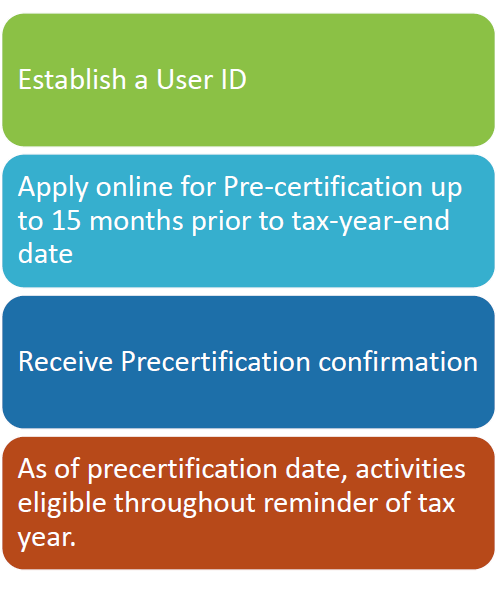 Establish a User ID
Apply online for Pre-certification up
to 15 months prior to tax-year-end
date
Receive Precertification confirmation
As of precertification date, activities
eligible throughout reminder of tax
year.